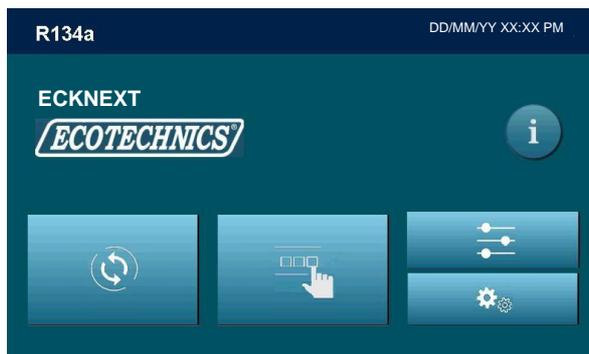 R134a
DD/MM/YY XX:XX PM
ECKNEXT
ECOTECHNICS®
i